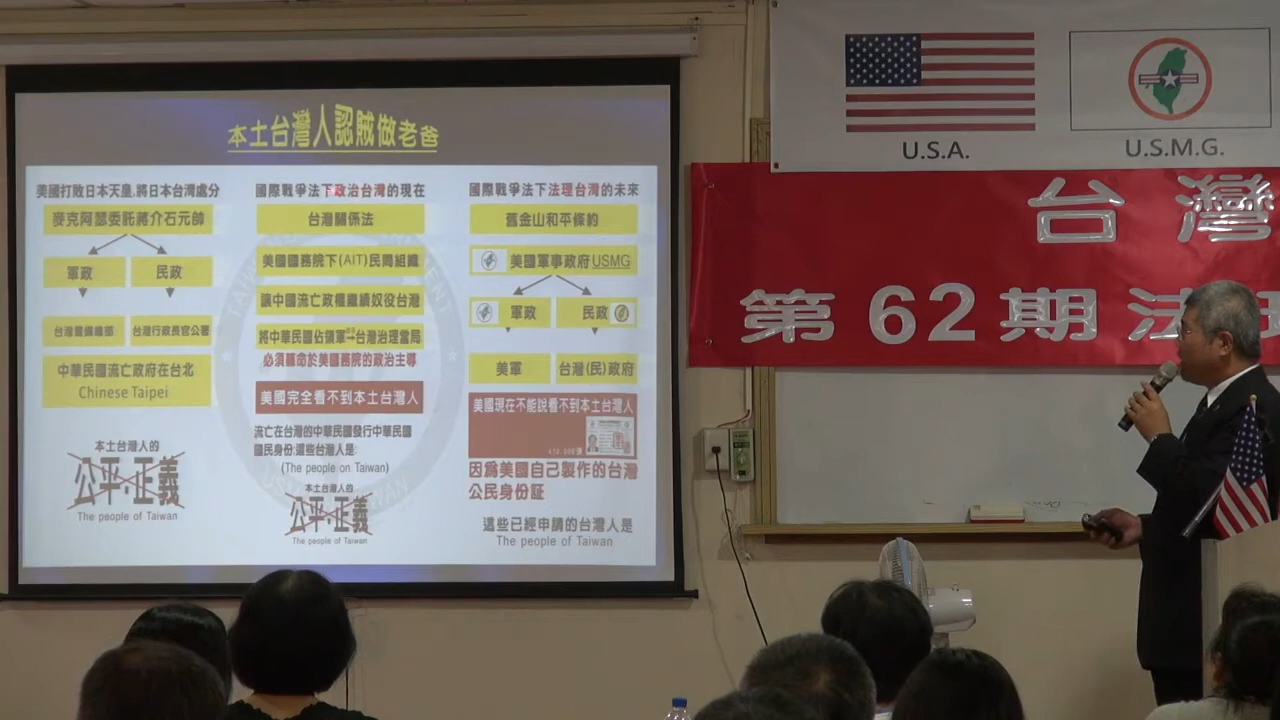 本土台灣人認賊做老爸
美國打敗日本天皇,將日本台灣處分
麥克阿瑟委託蔣介石元帥
軍政
民政
台灣警備總部
台灣行政長官公署
中華民國流亡政府在台北
Chinese Taipei
本土台灣人的
公平、正義
The people of Taiwan
國際戰爭法下政治台灣的現在
台灣關係法
美國國務院下(AIT)民間組織
讓中國流亡政權繼續奴役台灣
將中華民國佔領軍→台灣治理當局
必須聽命於美國務院的政治主導
美國完全看不到本土台灣人
流亡在台灣的中華民國發行中華民國
國民身份:這些台灣人是:
(The people on Taiwan)
本土台灣人的
公平、正義
The people of Taiwan
國際戰爭法下法理台灣的未來
舊金山和平條約
美國軍事政府USMG
軍政
民政
美軍
台灣(民)政府
美國現在不能說看不到本土台灣人
因為美國自己製作的台灣
公民身份証
這些已經申請的台灣人是
The people of Taiwan
U.S.A.
U.S.M.G.
台灣
第62期法